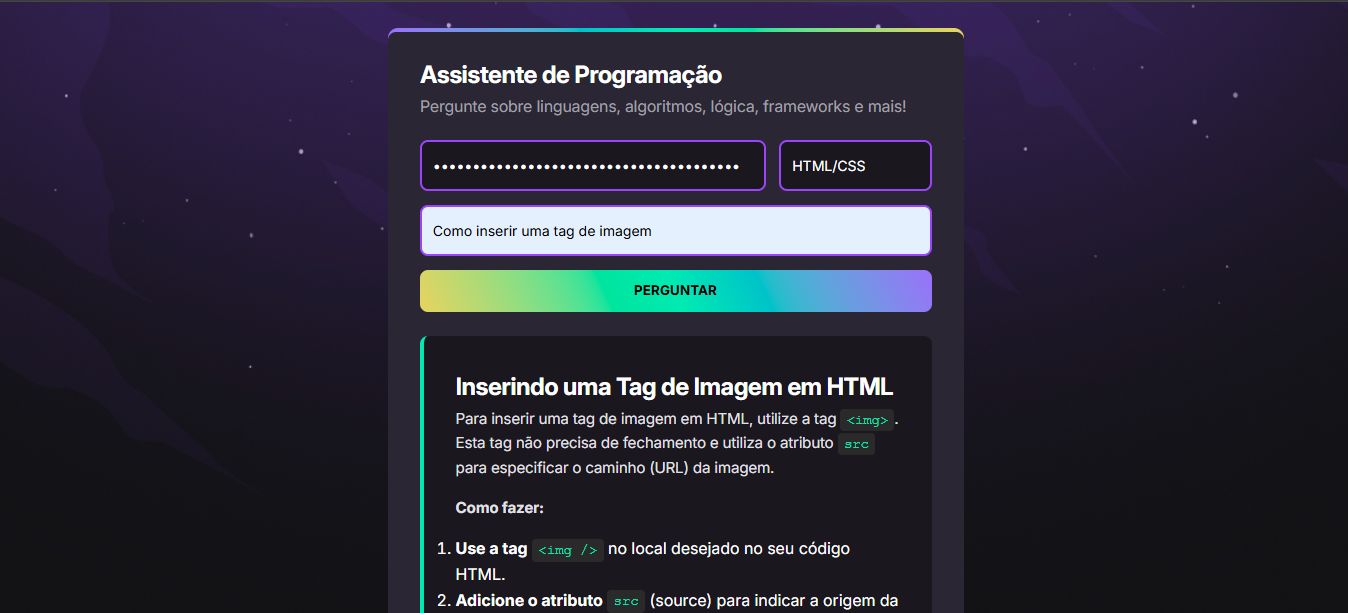 Assistente de Programação
Pergunte sobre linguagens, algoritmos, lógica, frameworks e mais!
••••••••••••••••••••••••••••••••••••••• HTML/CSS
Como inserir uma tag de imagem
PERGUNTAR
Inserindo uma Tag de Imagem em HTML
Para inserir uma tag de imagem em HTML, utilize a tag <img>.
Esta tag não precisa de fechamento e utiliza o atributo src
para especificar o caminho (URL) da imagem.
Como fazer:
1. Use a tag <img /> no local desejado no seu código
HTML.
2. Adicione o atributo src (source) para indicar a origem da